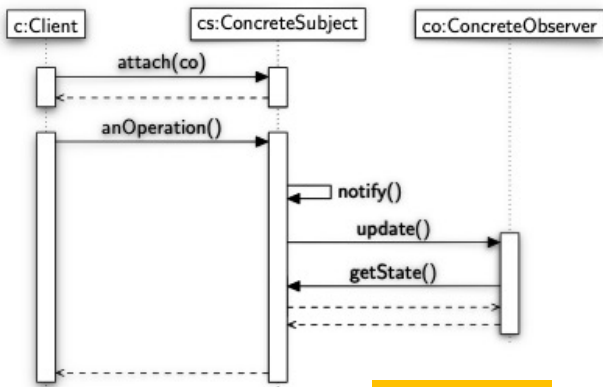 c:Client
cs:ConcreteSubject
co:ConcreteObserver
attach(co)
anOperation()
notify()
update()
getState()